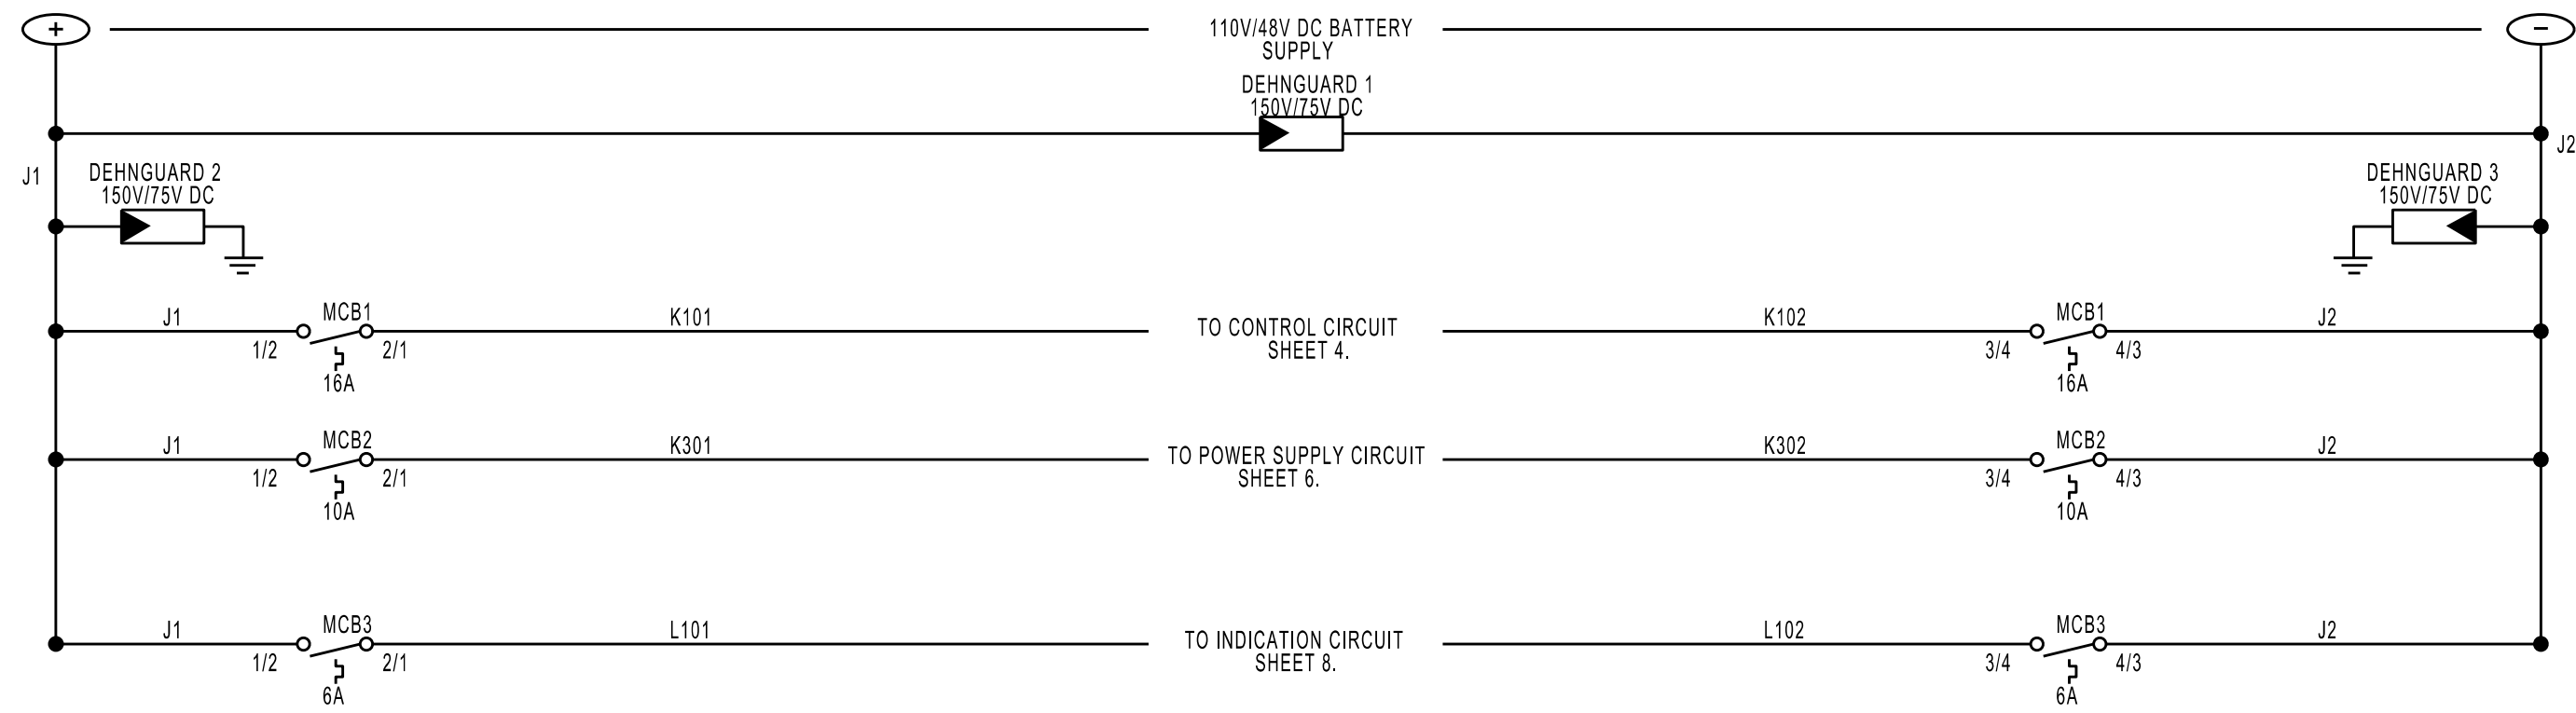 +
110V/48V DC BATTERY
SUPPLY
−
DEHNGUARD 1
150V/75V DC
J1
J2
DEHNGUARD 2
150V/75V DC
DEHNGUARD 3
150V/75V DC
J1
MCB1
K101
1/2
2/1
16A
TO CONTROL CIRCUIT
SHEET 4.
K102
MCB1
J2
3/4
4/3
16A
J1
MCB2
K301
1/2
2/1
10A
TO POWER SUPPLY CIRCUIT
SHEET 6.
K302
MCB2
J2
3/4
4/3
10A
J1
MCB3
L101
1/2
2/1
6A
TO INDICATION CIRCUIT
SHEET 8.
L102
MCB3
J2
3/4
4/3
6A